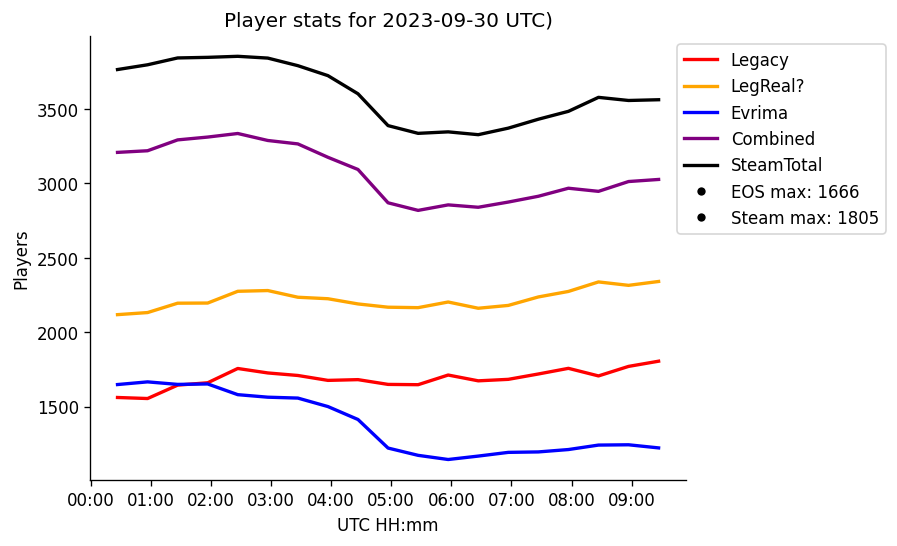 Player stats for 2023-09-30 UTC)
Legacy
LegReal?
Evrima
Combined
SteamTotal
EOS max: 1666
Steam max: 1805
3500
3000
2500
2000
1500
Players
00:00 01:00 02:00 03:00 04:00 05:00 06:00 07:00 08:00 09:00
UTC HH:mm